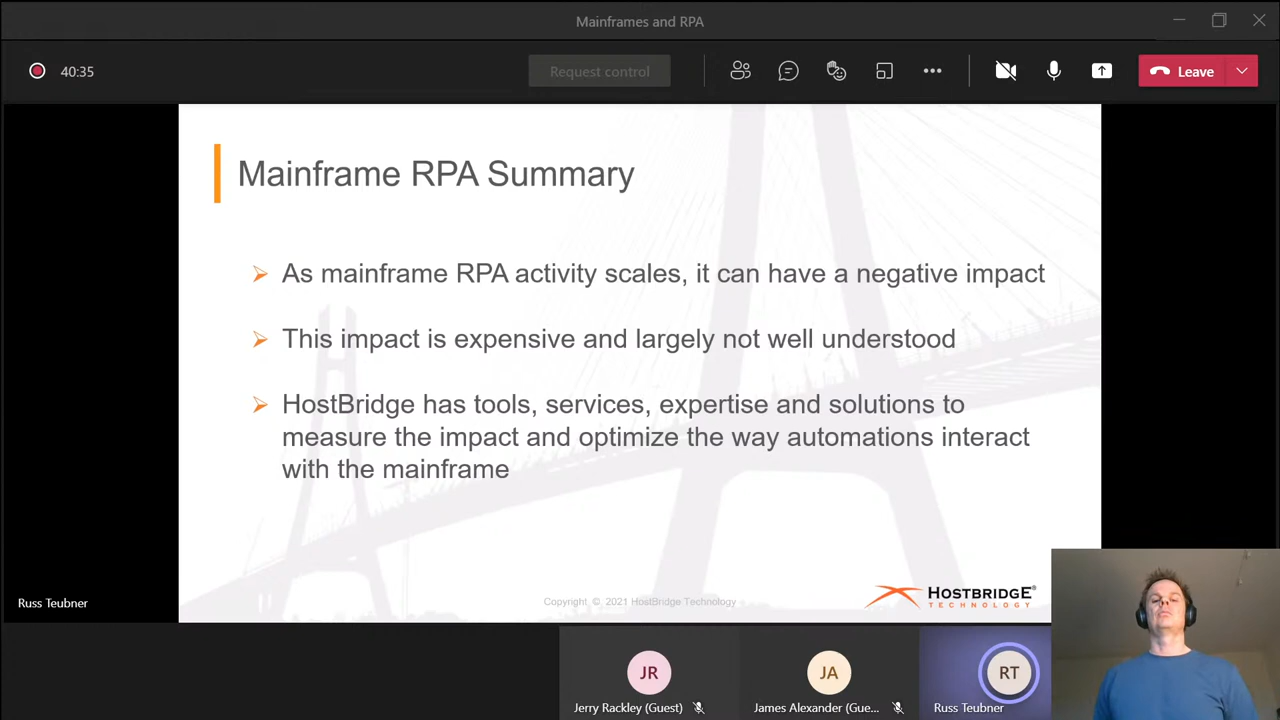 Mainframes and RPA
40:35
Request control
Leave
Mainframe RPA Summary
As mainframe RPA activity scales, it can have a negative impact
This impact is expensive and largely not well understood
HostBridge has tools, services, expertise and solutions to
measure the impact and optimize the way automations interact
with the mainframe
Russ Teubner
Copyright © 2021 HostBridge Technology
HOSTBRIDGE
TECHNOLOGY
JR
JA
RT
Jerry Rackley (Guest)
James Alexander (Gue...
Russ Teubner